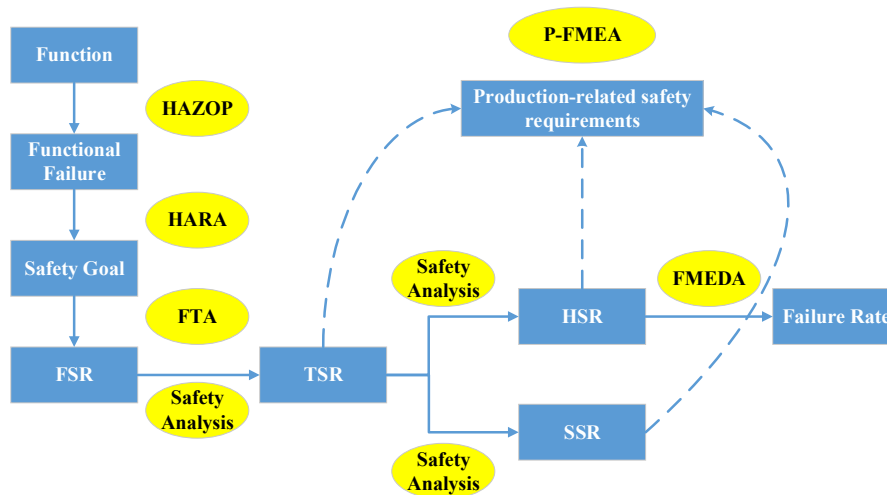 P-FMEA
Function
HAZOP
Production-related safety
requirements
Functional
Failure
HARA
Safety Goal
Safety
Analysis
FMEDA
FTA
HSR
Failure Rate
FSR
TSR
Safety
Analysis
SSR
Safety
Analysis